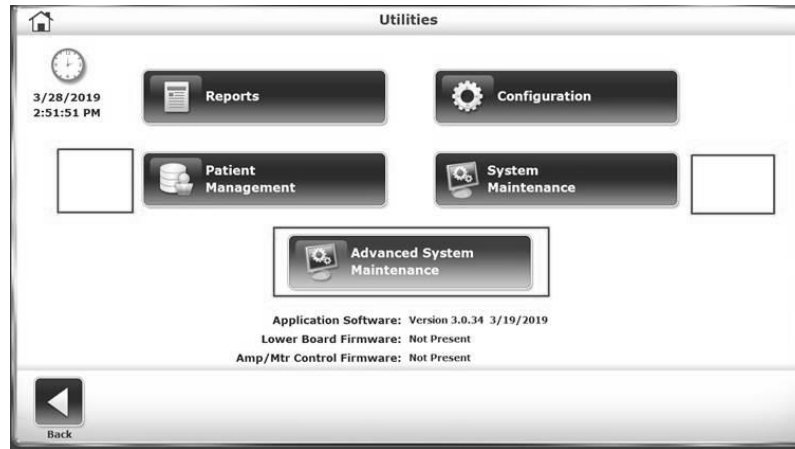 Utilities
3/28/2019
2:51:51 PM
Reports
Configuration
Patient
Management
System
Maintenance
Advanced System
Maintenance
Application Software: Version 3.0.34 3/19/2019
Lower Board Firmware: Not Present
Amp/Mtr Control Firmware: Not Present
Back